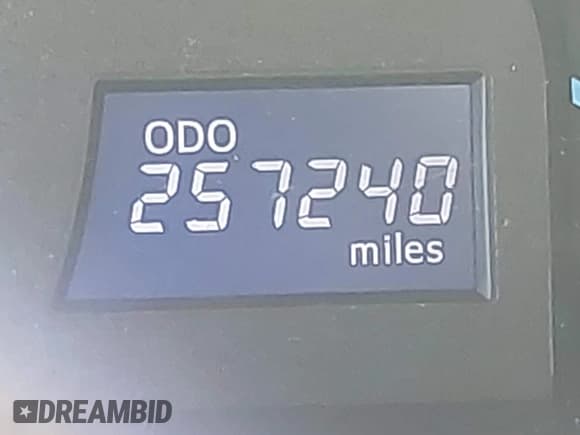 ODO
257240
miles
DREAMBID